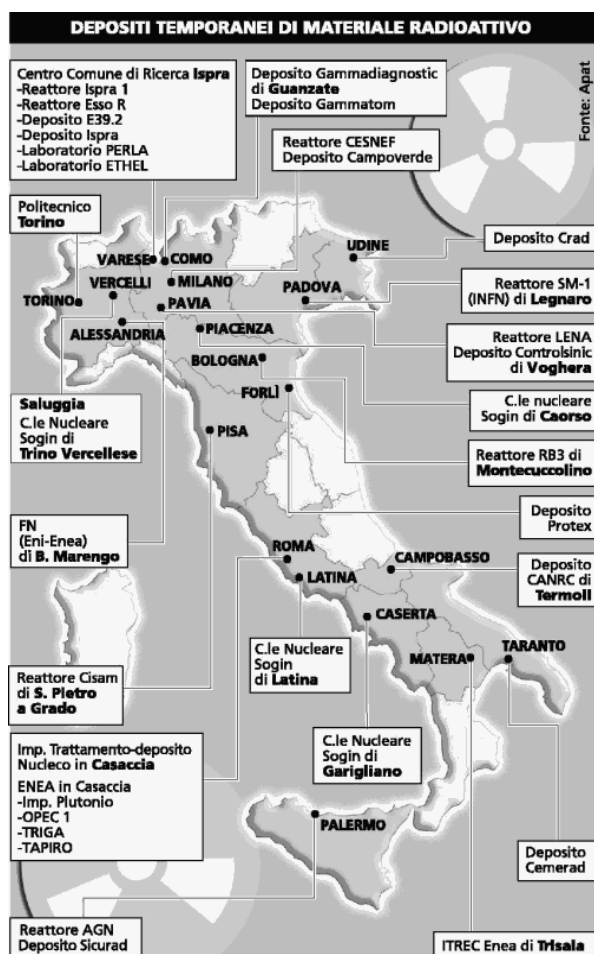 DEPOSITI TEMPORANEI DI MATERIALE RADIOATTIVO
Fonte: Apat
Centro Comune di Ricerca Ispra
-Reattore Ispra 1
-Reattore Esso R
-Deposito E39.2
-Deposito Ispra
-Laboratorio PERLA
-Laboratorio ETHEL
Deposito Gammadiagnostic
di Guanzate
Deposito Gammatom
Reattore CESNEF
Deposito Campoverde
Politecnico
Torino
Deposito Crad
Reattore SM-1
(INFN) di Legnaro
Reattore LENA
Deposito Controlsinic
di Voghera
C.le nucleare
Sogin di Caorso
Reattore RB3 di
Montecuccolino
Deposito
Protex
Deposito
CANRC di
Termoli
Saluggia
C.le Nucleare
Sogin di
Trino Vercellese
FN
(Eni-Enea)
di B. Marengo
Reattore Cisam
di S. Pietro
a Grado
Imp. Trattamento-deposito
Nucleco in Casaccia
ENEA in Casaccia
-Imp. Plutonio
-OPEC 1
-TRIGA
-TAPIRO
C.le Nucleare
Sogin
di Latina
C.le Nucleare
Sogin di
Garigliano
Deposito
Cemerad
Reattore AGN
Deposito Sicurad
ITREC Enea di Trisaia
VARESE
COMO
UDINE
VERCELLI
MILANO
PADOVA
TORINO
PAVIA
ALESSANDRIA
PIACENZA
BOLOGNA
FORLÌ
PISA
ROMA
CAMPOBASSO
LATINA
CASERTA
MATERA
TARANTO
PALERMO